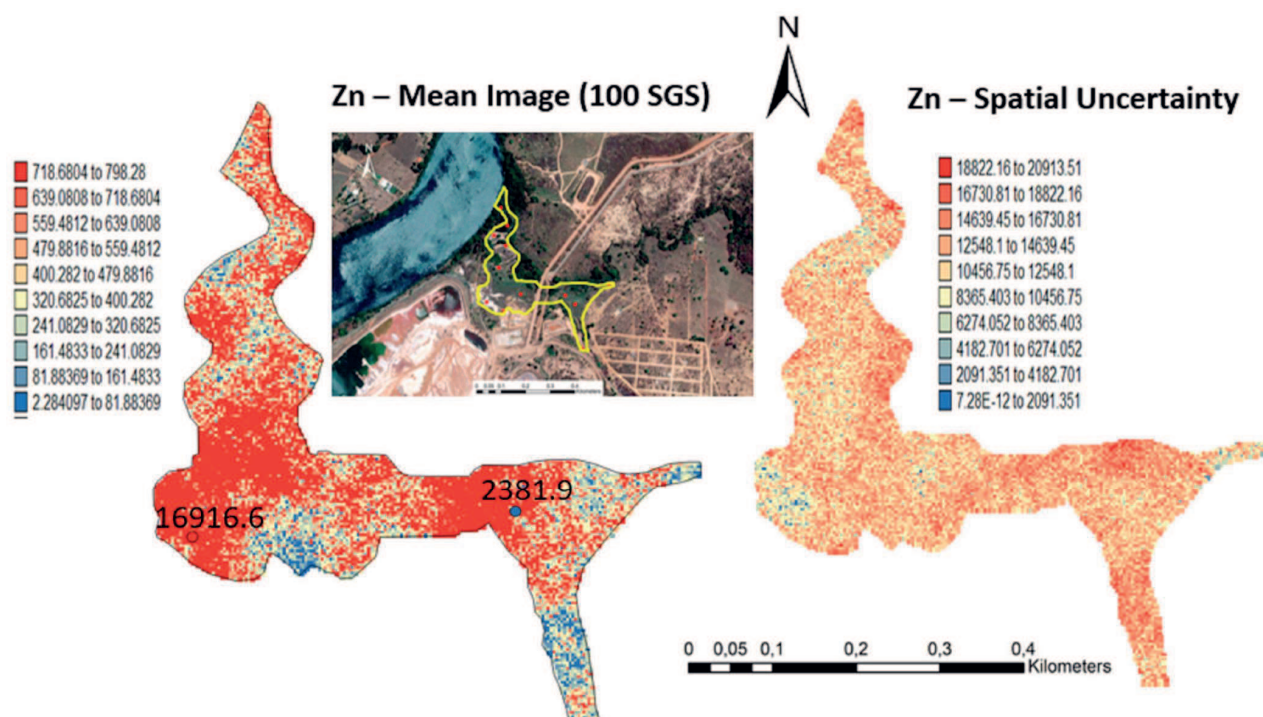 N
Zn – Mean Image (100 SGS)
Zn – Spatial Uncertainty
718.6804 to 798.28
639.0808 to 718.6804
559.4812 to 639.0808
479.8816 to 559.4812
400.282 to 479.8816
320.6825 to 400.282
241.0829 to 320.6825
161.4833 to 241.0829
81.88369 to 161.4833
2.284097 to 81.88369
18822.16 to 20913.51
16730.81 to 18822.16
14639.45 to 16730.81
12548.1 to 14639.45
10456.75 to 12548.1
8365.403 to 10456.75
6274.052 to 8365.403
4182.701 to 6274.052
2091.351 to 4182.701
7.28E-12 to 2091.351
Kilometers
2381.9
16916.6
0 0,05 0,1 0,2 0,3 0,4
Kilometers